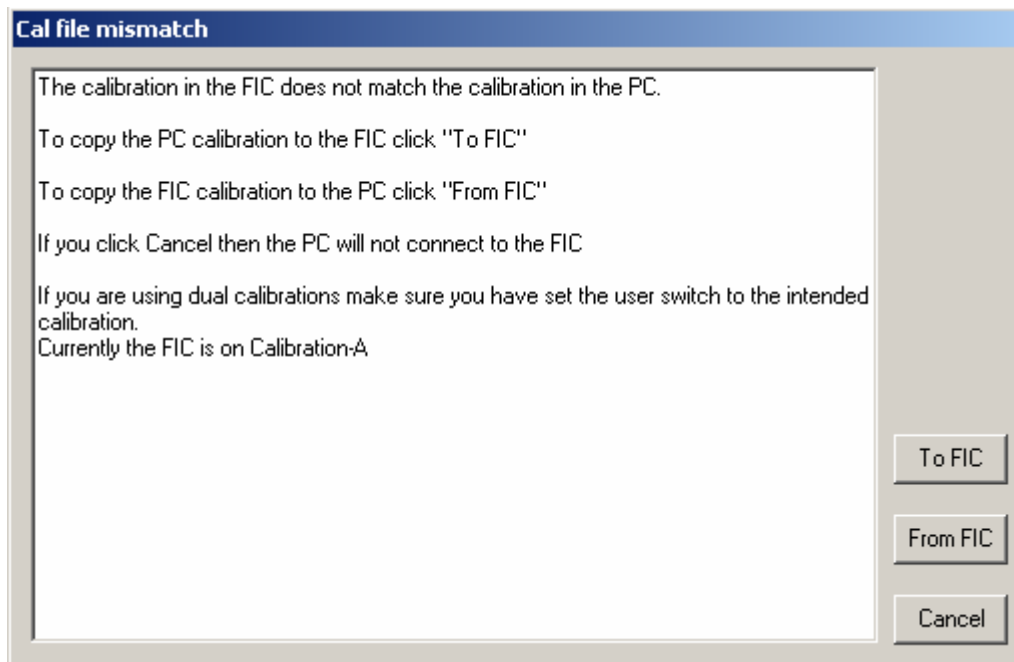 Cal file mismatch
The calibration in the FIC does not match the calibration in the PC.
To copy the PC calibration to the FIC click "To FIC"
To copy the FIC calibration to the PC click "From FIC"
If you click Cancel then the PC will not connect to the FIC
If you are using dual calibrations make sure you have set the user switch to the intended
calibration.
Currently the FIC is on Calibration-A
To FIC
From FIC
Cancel